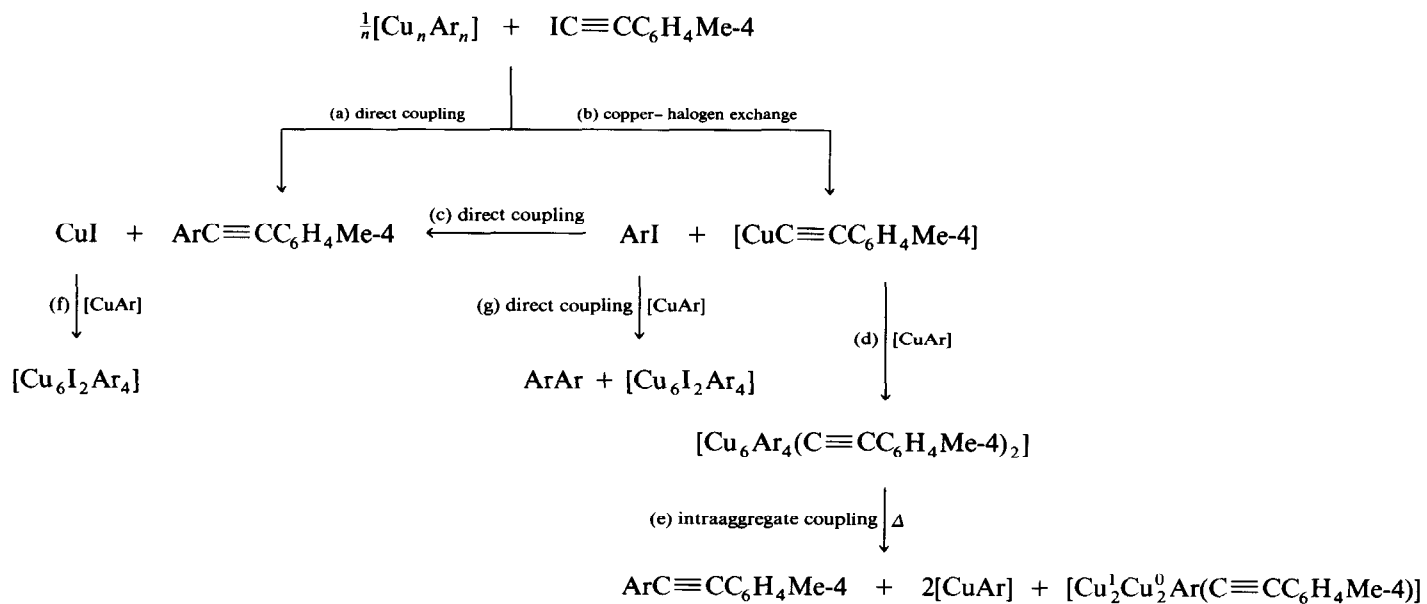 1/n[CuₙArₙ] + IC≡CC₆H₄Me-4
(a) direct coupling (b) copper– halogen exchange
CuI + ArC≡CC₆H₄Me-4 (c) direct coupling ArI + [CuC≡CC₆H₄Me-4]
(f) [CuAr] (g) direct coupling [CuAr]
(d) [CuAr]
[Cu₆I₂Ar₄] ArAr + [Cu₆I₂Ar₄]
[Cu₆Ar₄(C≡CC₆H₄Me-4)₂]
(e) intraaggregate coupling Δ
ArC≡CC₆H₄Me-4 + 2[CuAr] + [Cu₂¹Cu₂⁰Ar(C≡CC₆H₄Me-4)]